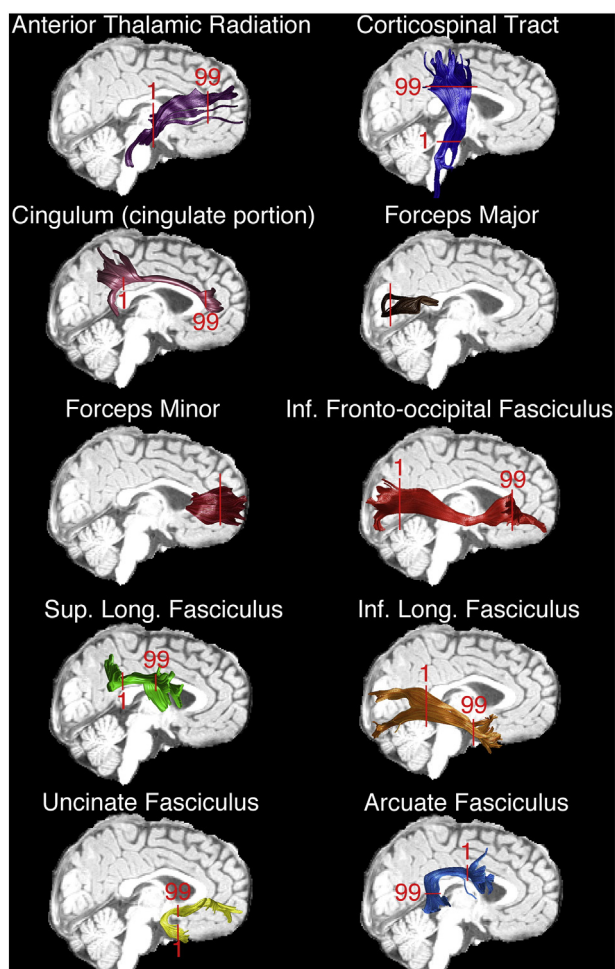 Anterior Thalamic Radiation
Corticospinal Tract
1
99
99
1
Cingulum (cingulate portion)
Forceps Major
1
99
Forceps Minor
Inf. Fronto-occipital Fasciculus
1
99
Sup. Long. Fasciculus
Inf. Long. Fasciculus
99
1
1
99
Uncinate Fasciculus
Arcuate Fasciculus
99
1
1
99